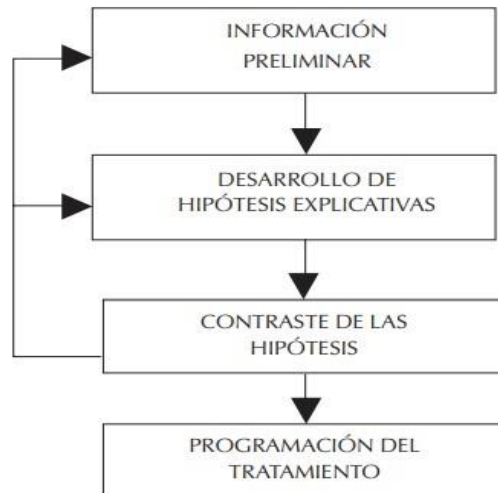 INFORMACIÓN
PRELIMINAR
DESARROLLO DE
HIPÓTESIS EXPLICATIVAS
CONTRASTE DE LAS
HIPÓTESIS
PROGRAMACIÓN DEL
TRATAMIENTO